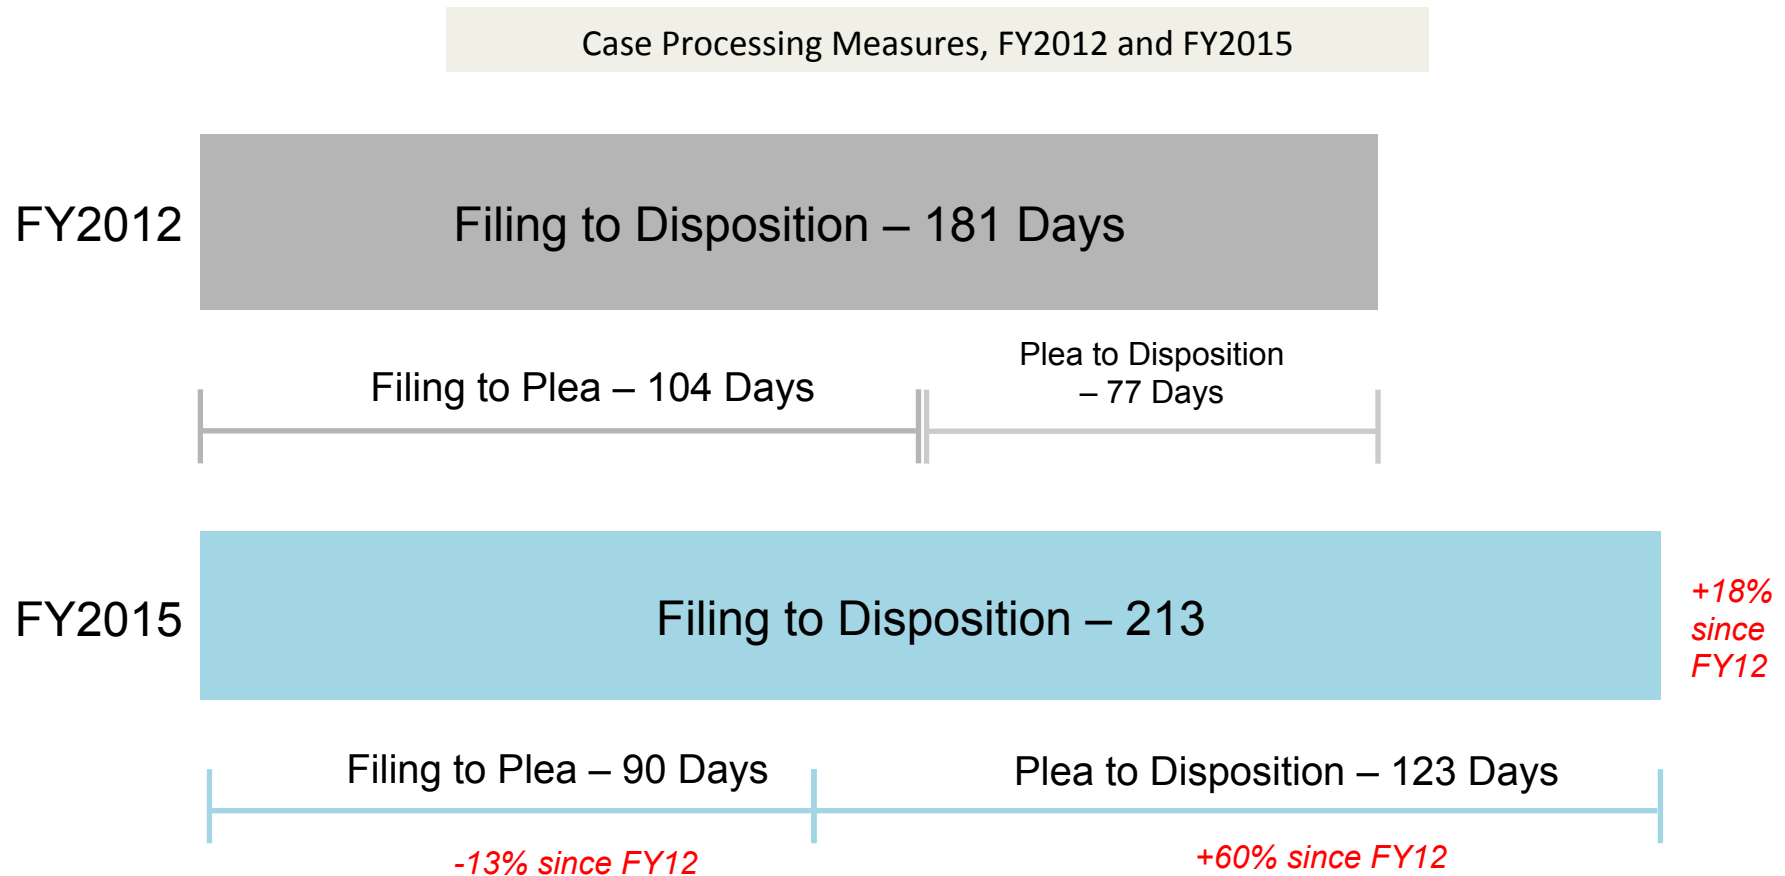 Case Processing Measures, FY2012 and FY2015
FY2012
Filing to Disposition – 181 Days
Filing to Plea – 104 Days
Plea to Disposition
– 77 Days
FY2015
Filing to Disposition – 213
+18%
since
FY12
Filing to Plea – 90 Days
Plea to Disposition – 123 Days
-13% since FY12
+60% since FY12